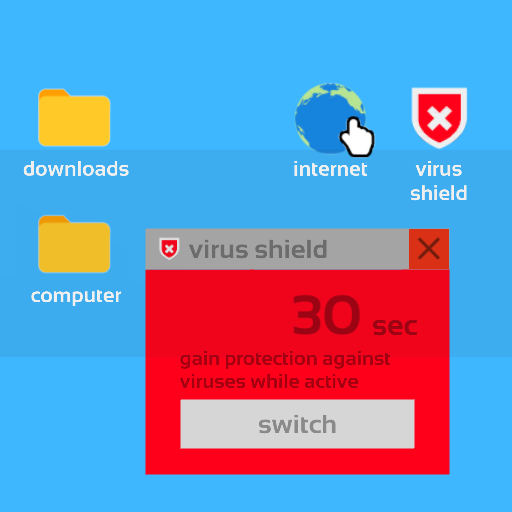 downloads
internet
virus
shield
computer
virus shield
30 sec
gain protection against
viruses while active
switch